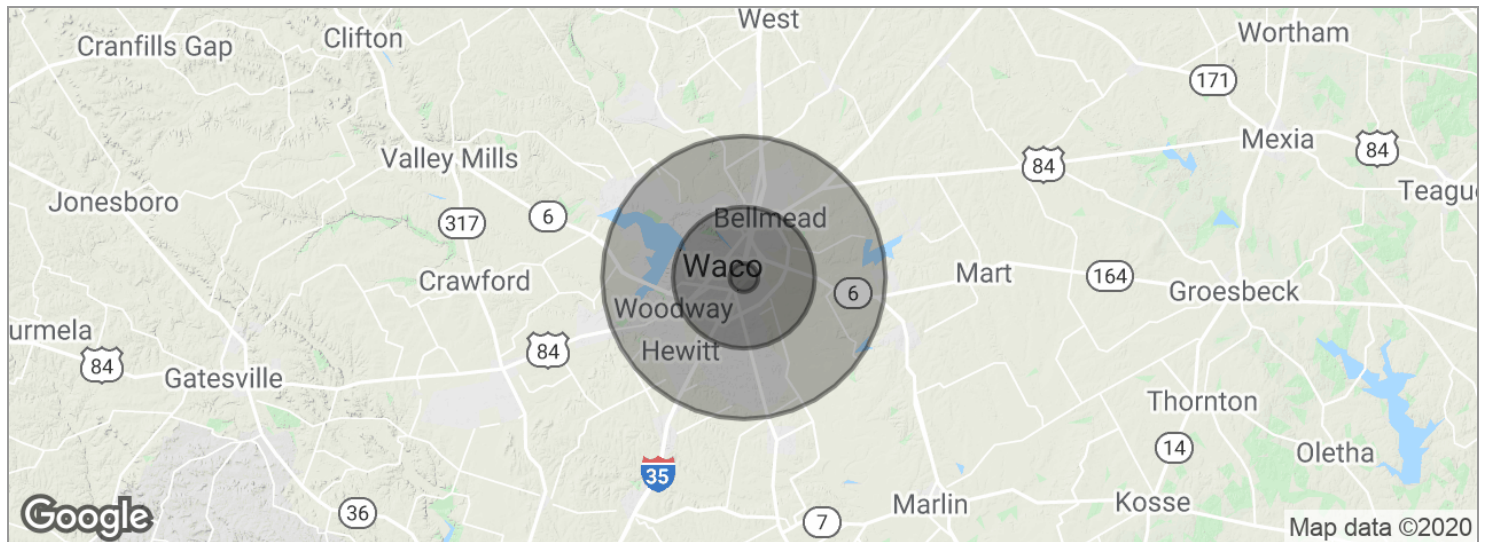 West
Clifton
Cranfills Gap
Wortham
171
Mexia
84
84
Valley Mills
Teagu
Jonesboro
317
6
Bellmead
Waco
Mart
164
Crawford
6
Groesbeck
Woodway
urmela
84
84
Hewitt
Gatesville
Thornton
14
Oletha
35
Marlin
Kosse
36
7
Google
Map data ©2020